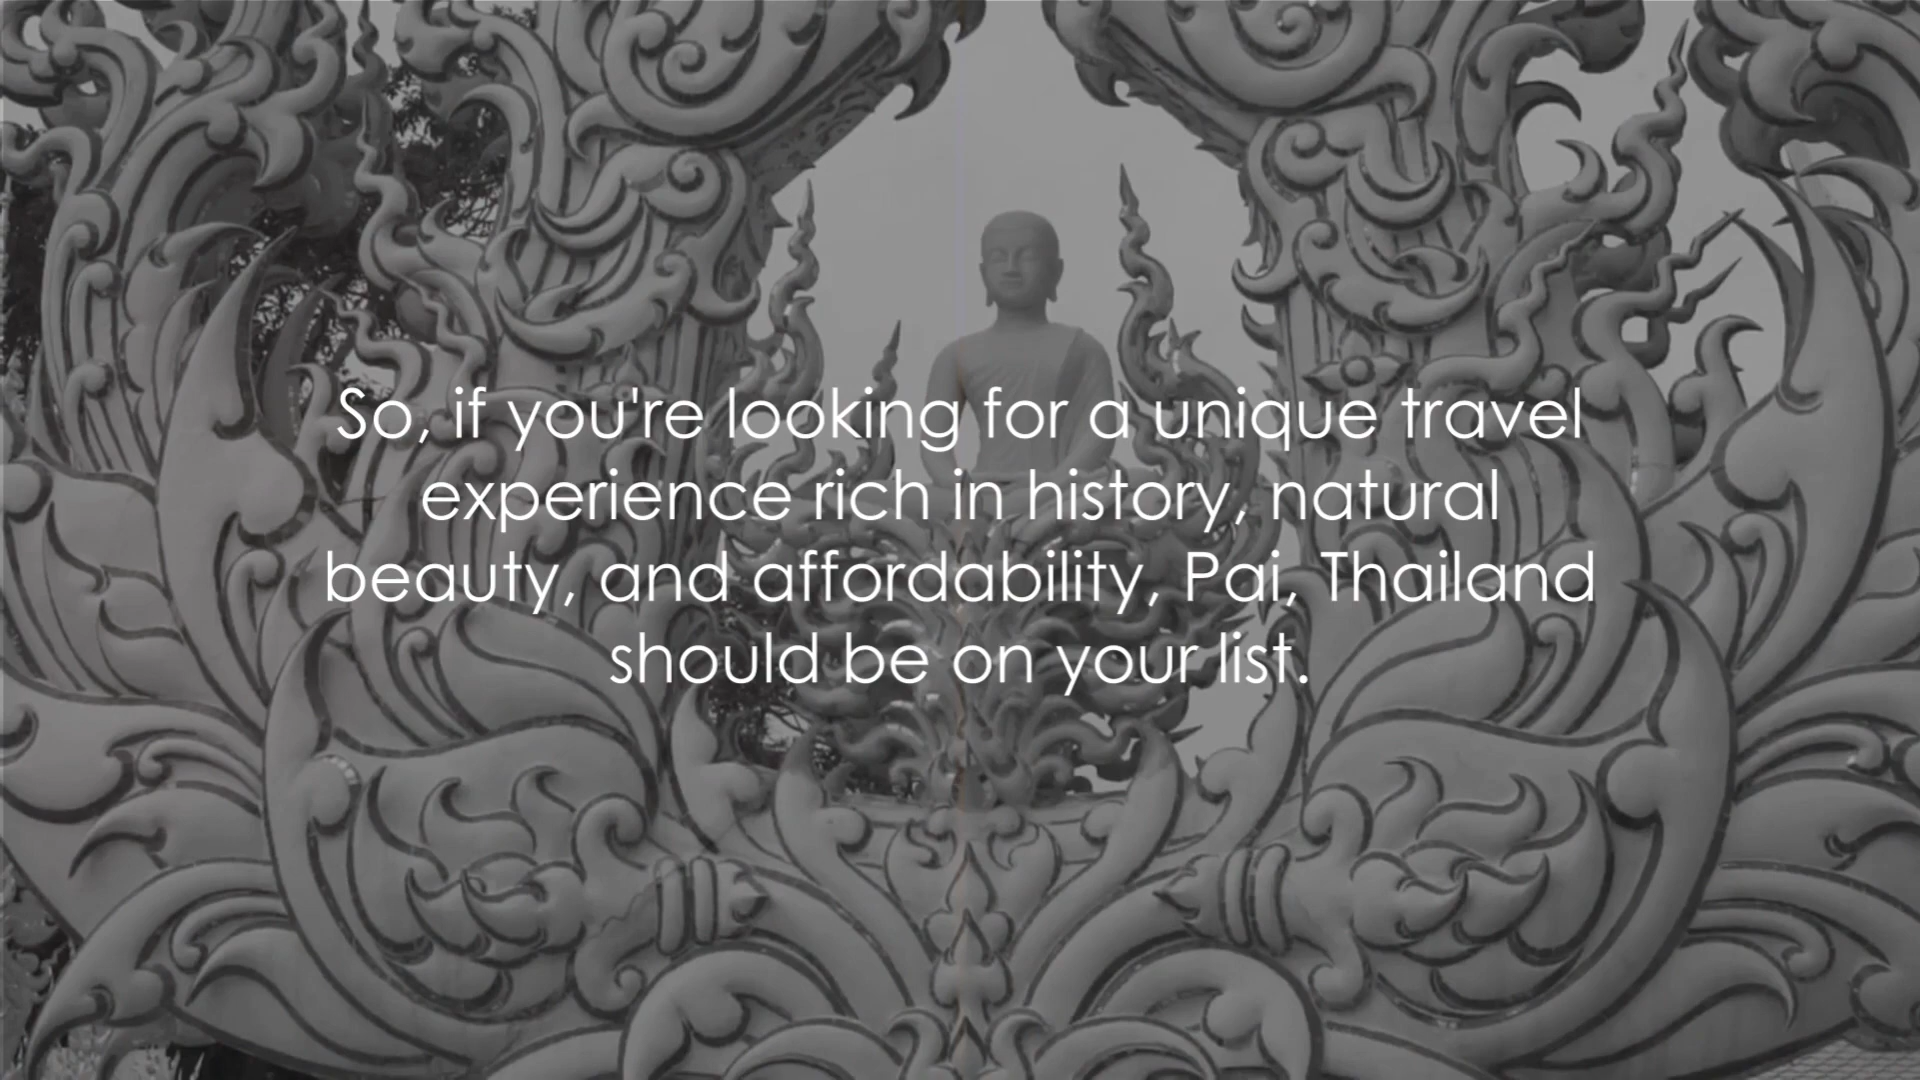 So, if you're looking for a unique travel
experience rich in history, natural
beauty, and affordability, Pai, Thailand
should be on your list.